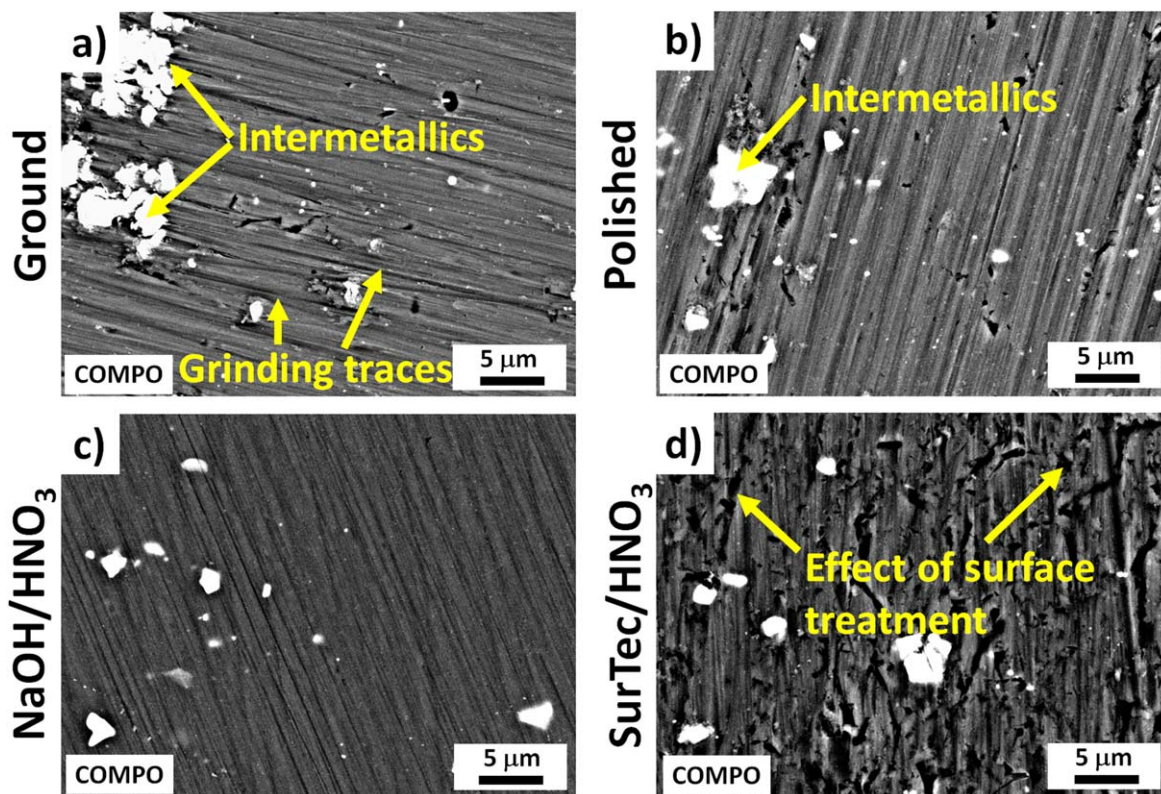 a)
Ground
Intermetallics
Grinding traces
COMPO
5 μm
b)
Polished
Intermetallics
COMPO
5 μm
c)
NaOH/HNO₃
COMPO
5 μm
d)
SurTec/HNO₃
Effect of surface
treatment
COMPO
5 μm